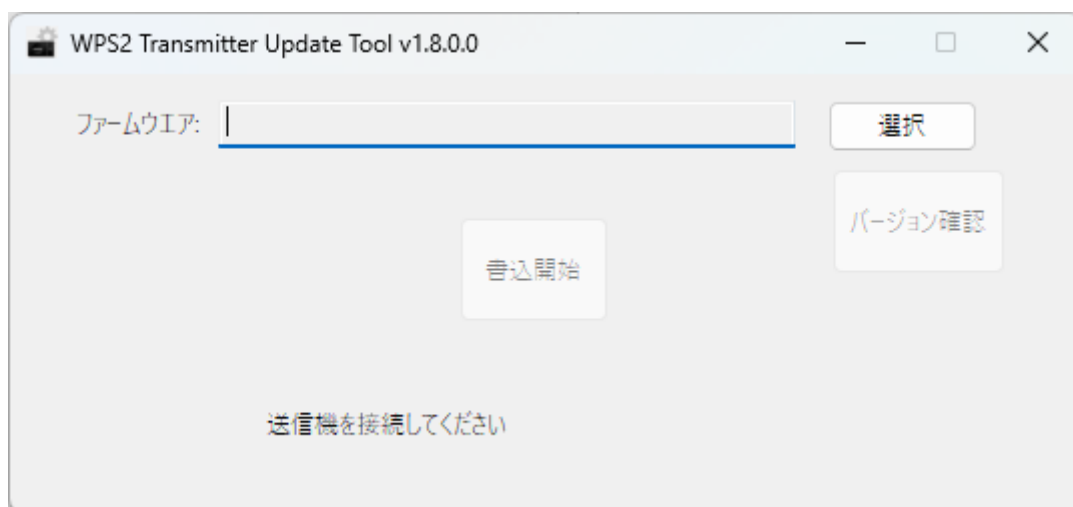 WPS2 Transmitter Update Tool v1.8.0.0
ファームウエア:
選択
バージョン確認
書込開始
送信機を接続してください